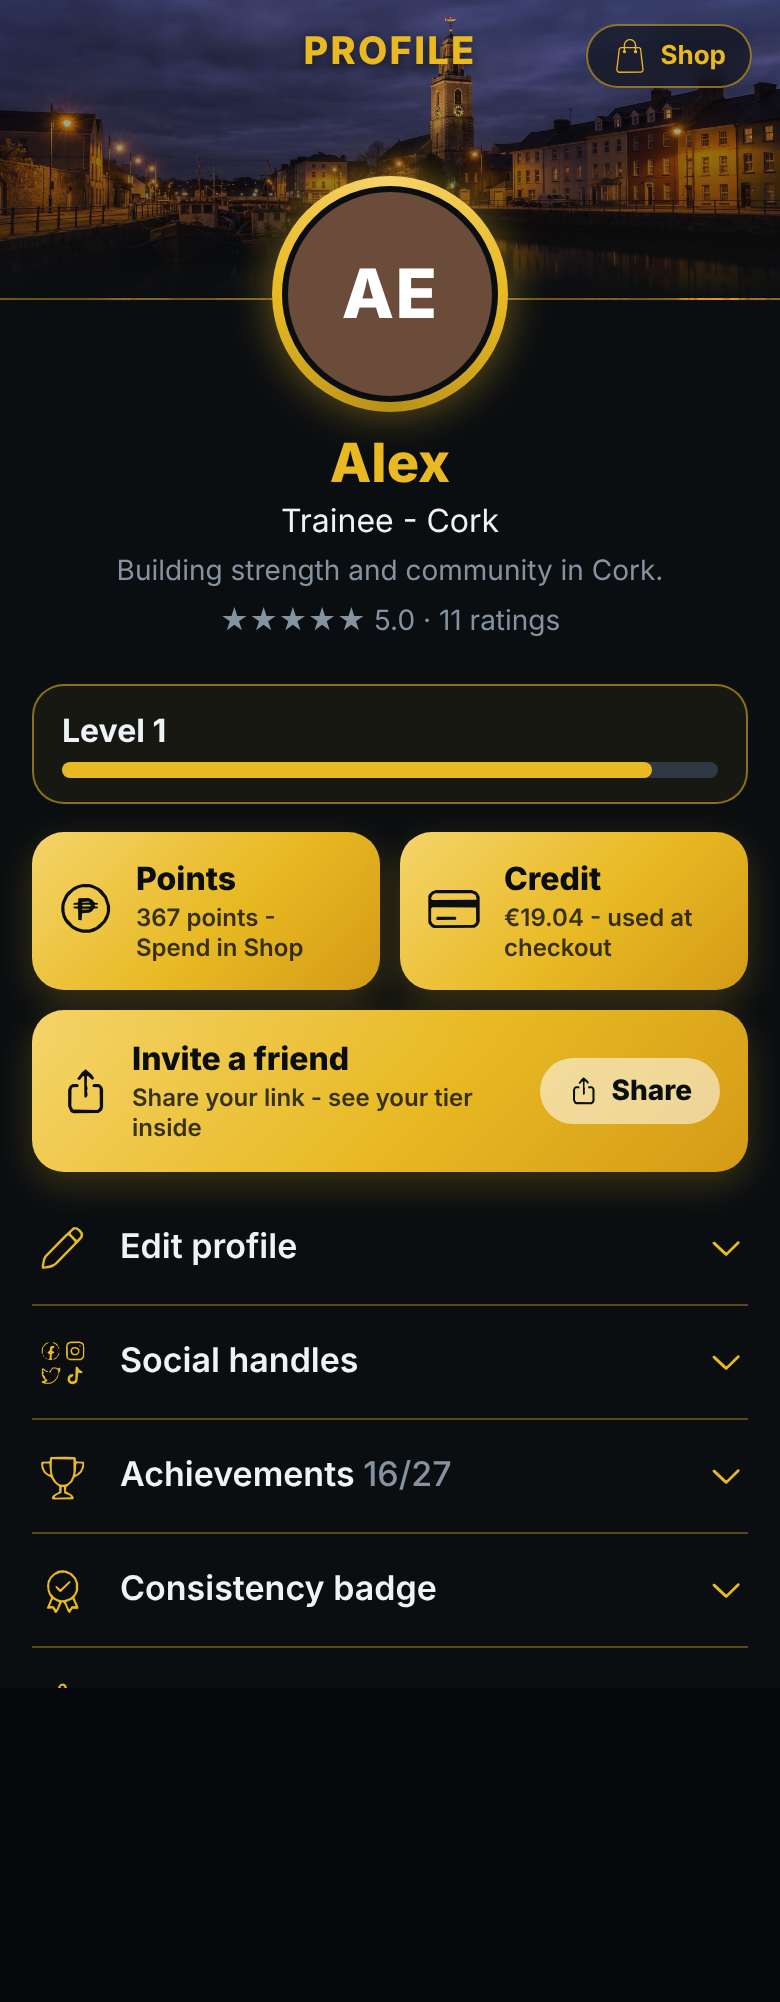 PROFILE
Shop
AE
Alex
Trainee - Cork
Building strength and community in Cork.
★★★★★ 5.0 · 11 ratings
Level 1
Points
367 points -
Spend in Shop
Credit
€19.04 - used at
checkout
Invite a friend
Share your link - see your tier
inside
Share
Edit profile
Social handles
Achievements 16/27
Consistency badge